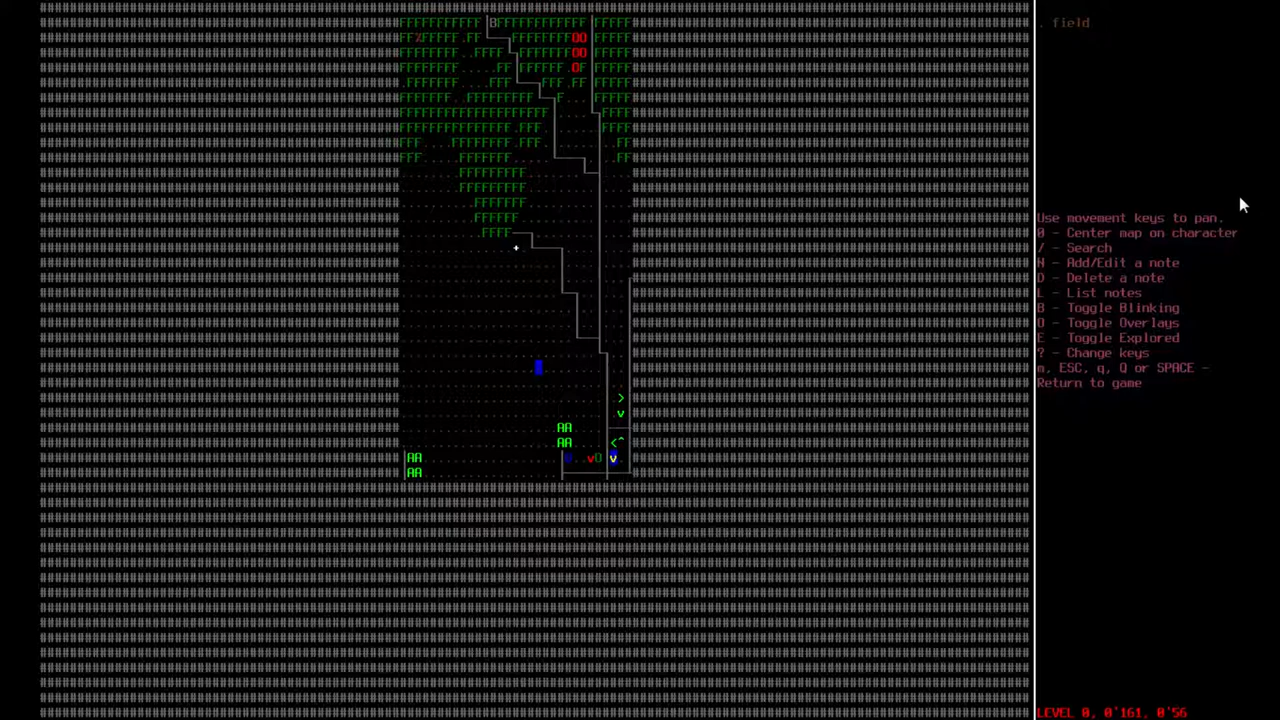 . field
Use movement keys to pan.
0 - Center map on character
/ - Search
N - Add/Edit a note
D - Delete a note
L - List notes
B - Toggle Blinking
O - Toggle Overlays
E - Toggle Explored
? - Change keys
m, ESC, q, Q or SPACE -
Return to game
LEVEL 0, 0'161, 0'56